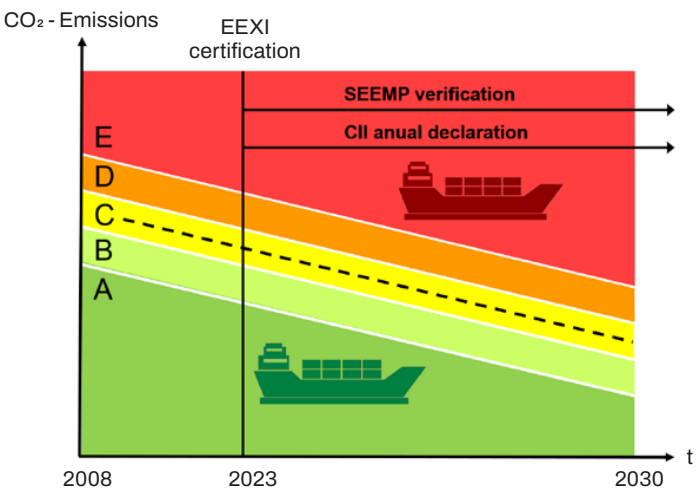 CO₂ - Emissions
EEXI
certification
SEEMP verification
CII anual declaration
E
D
C
B
A
t
2008
2023
2030